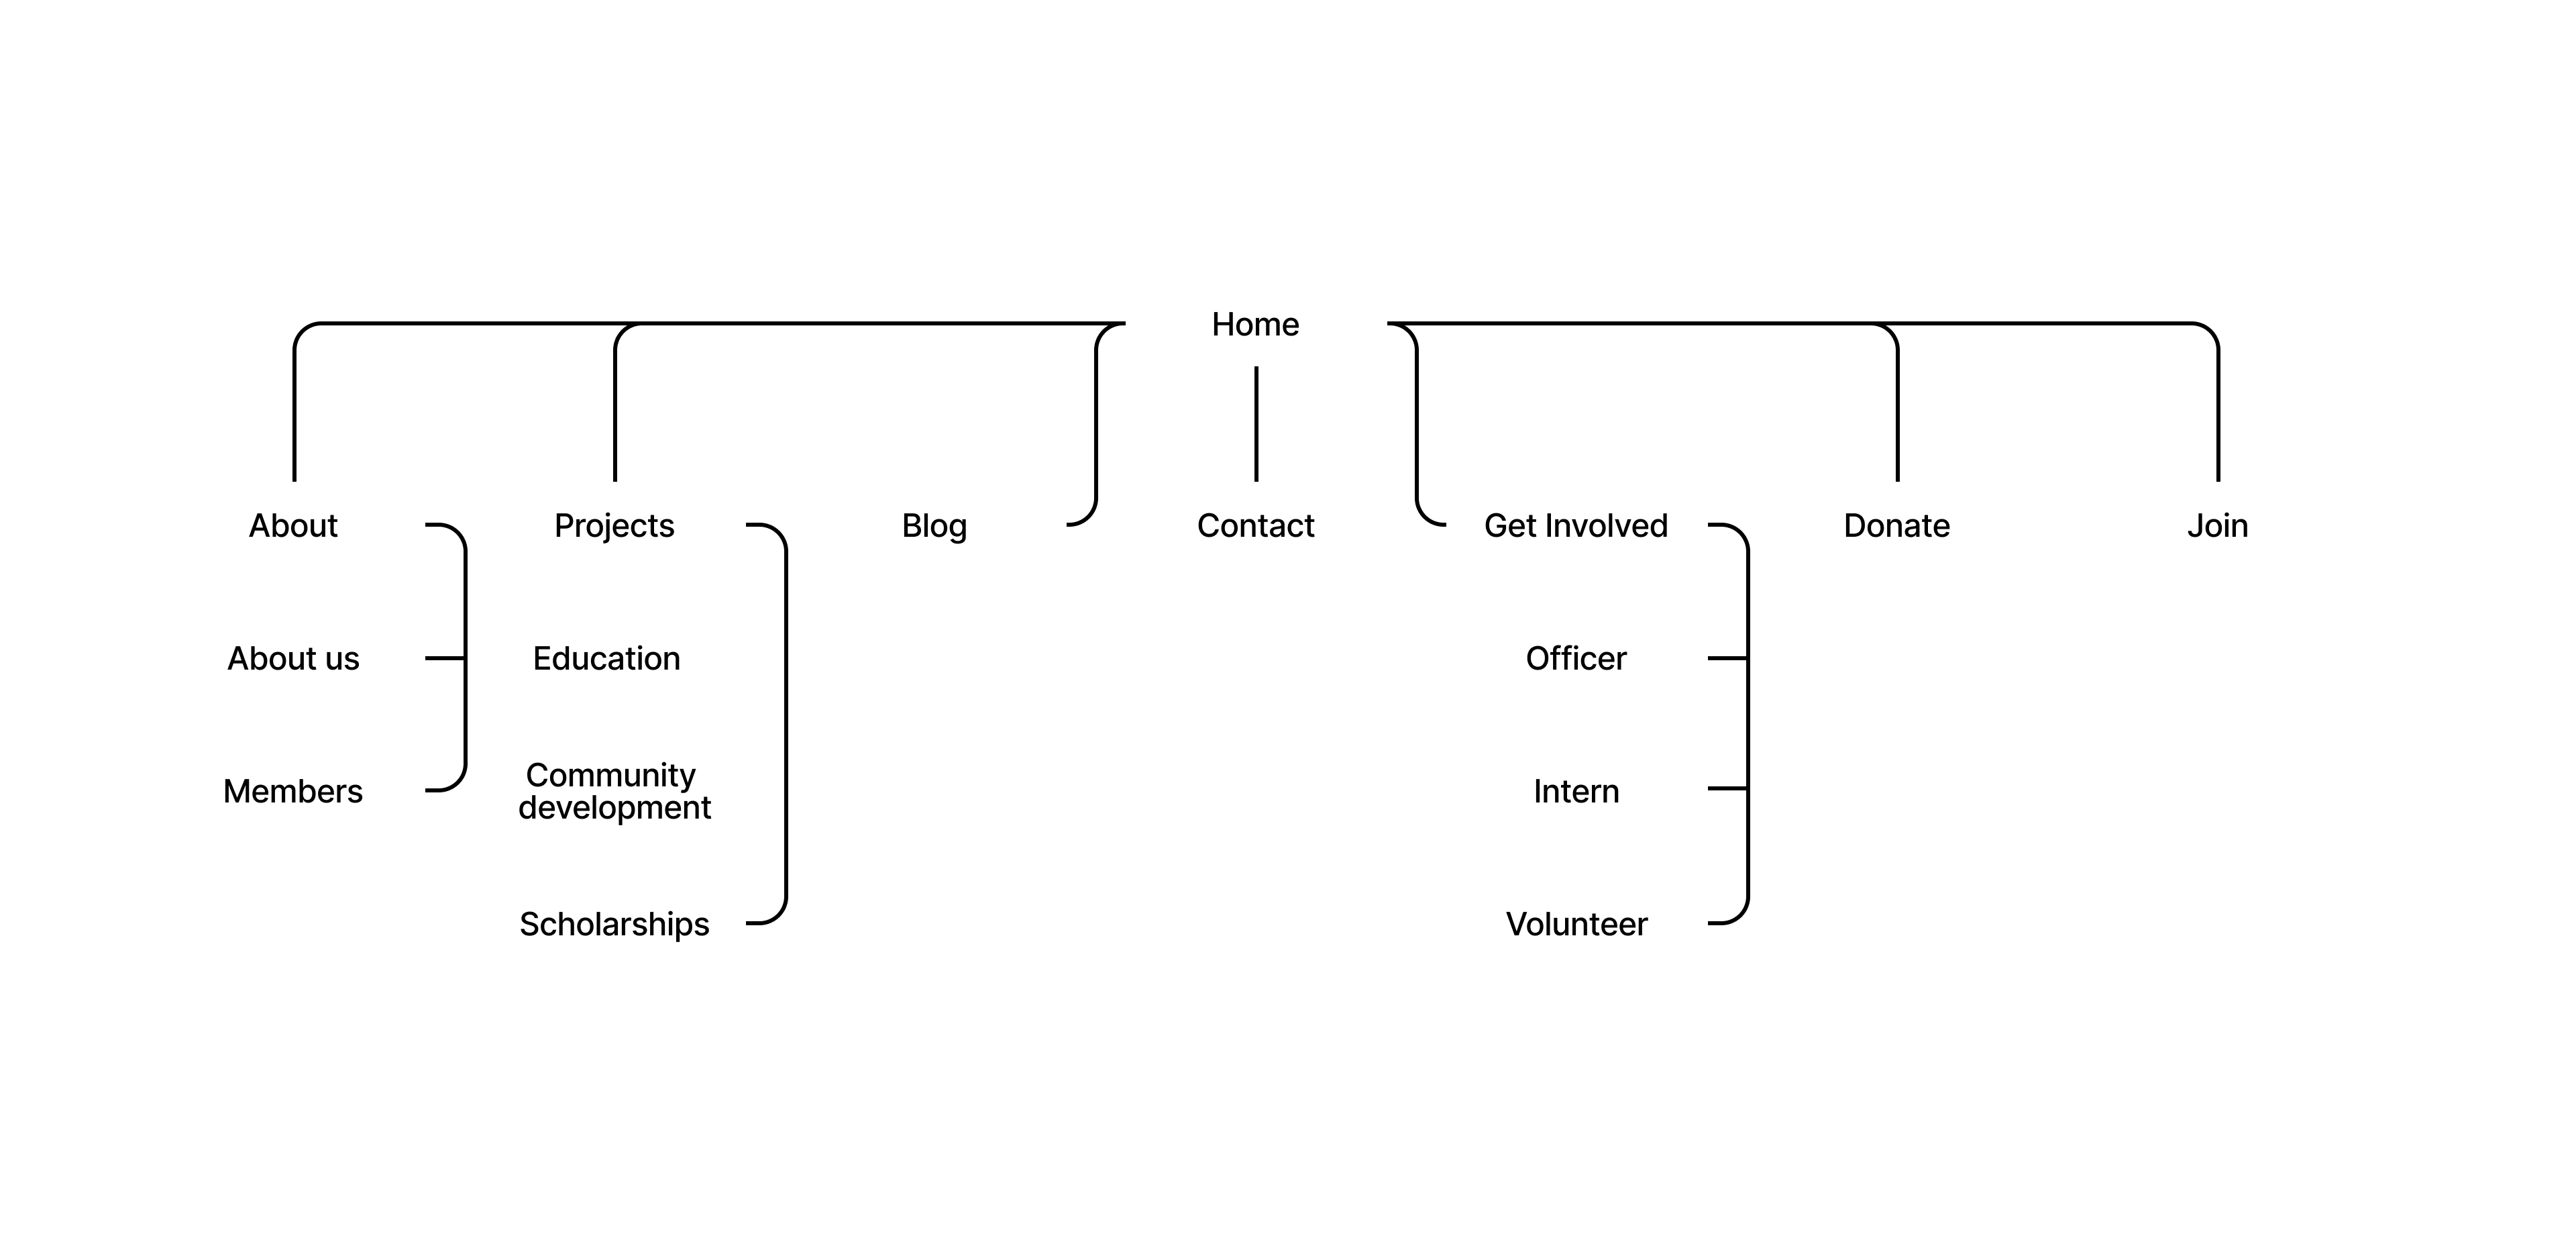 Home
About
Projects
Blog
Contact
Get Involved
Donate
Join
About us
Education
Officer
Members
Community
development
Intern
Scholarships
Volunteer